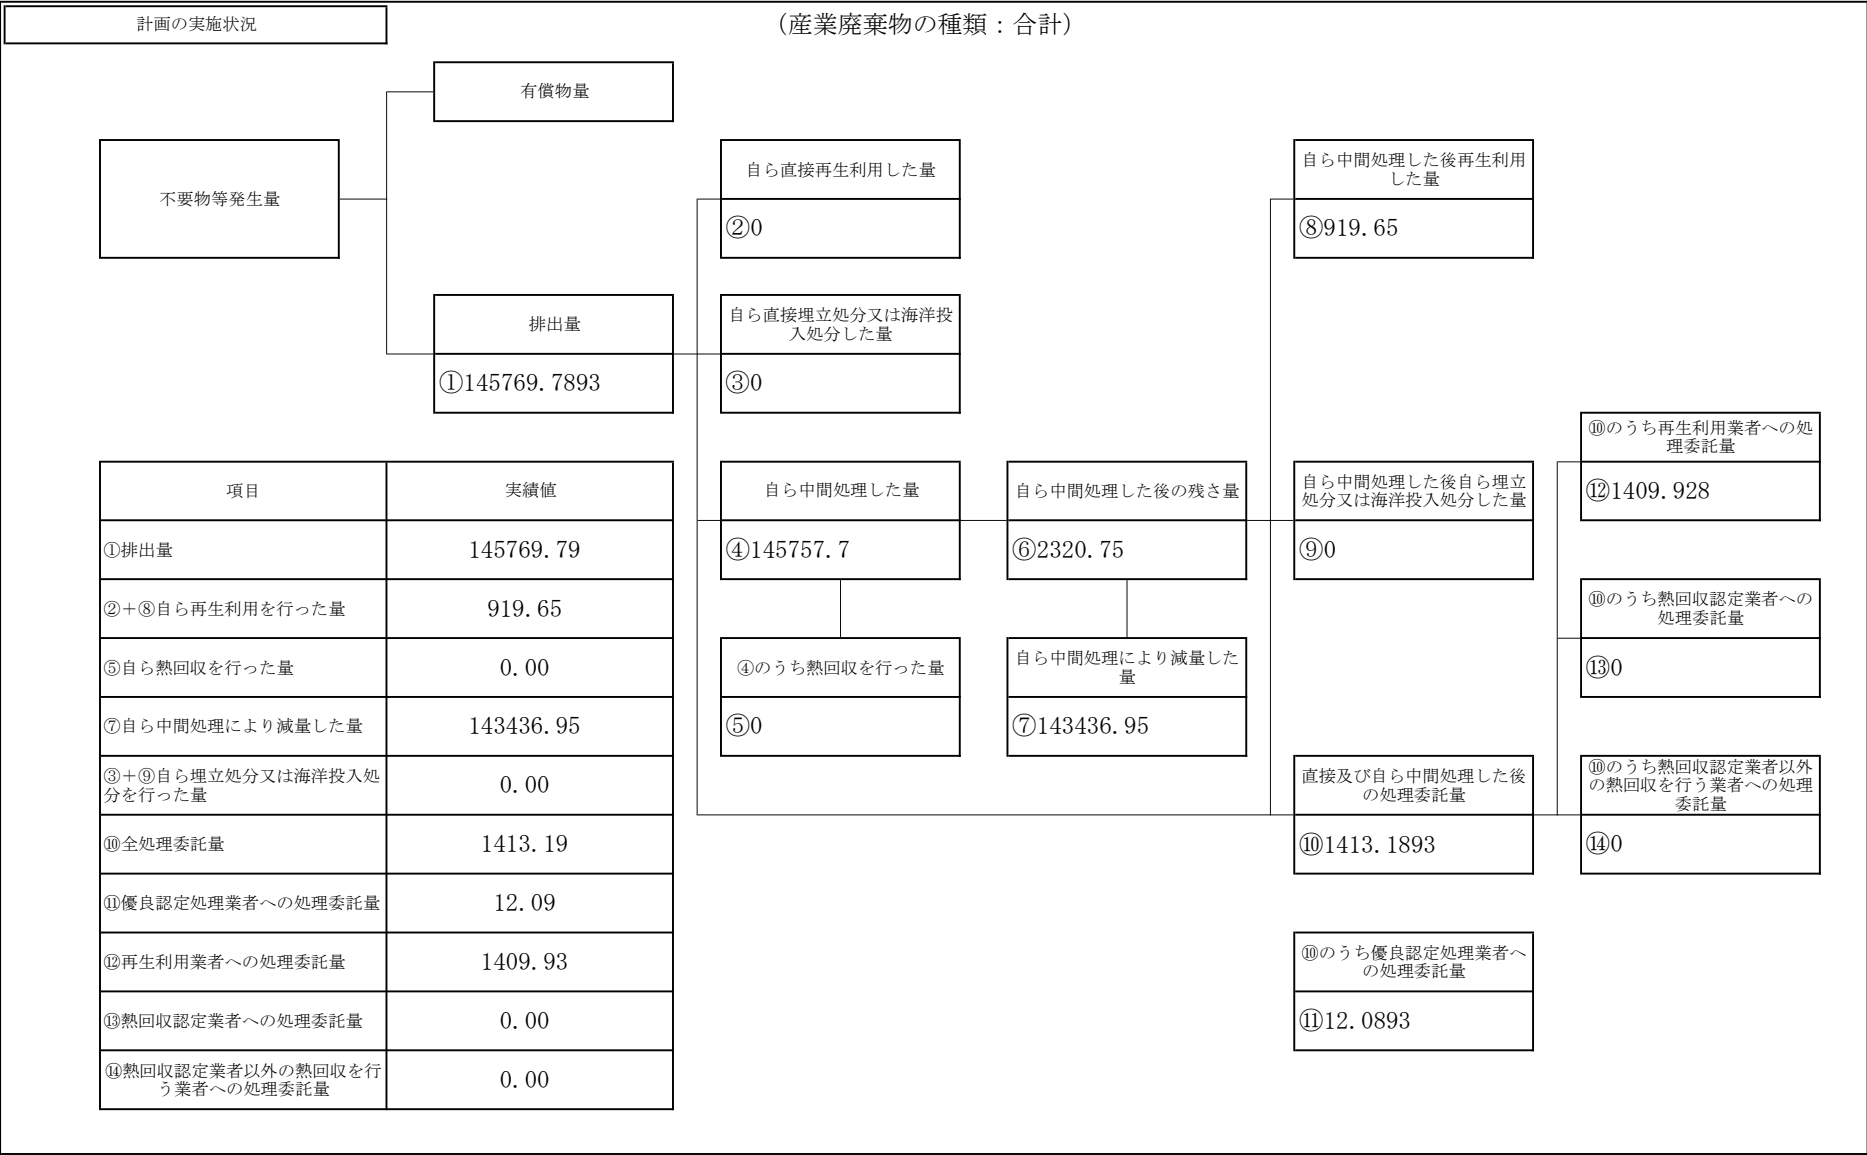 計画の実施状況
（産業廃棄物の種類：合計）
有償物量
不要物等発生量
自ら直接再生利用した量
②0
自ら中間処理した後再生利用
した量
⑧919.65
排出量
①145769.7893
自ら直接埋立処分又は海洋投
入処分した量
③0
⑩のうち再生利用業者への処
理委託量
⑫1409.928
自ら中間処理した量
④145757.7
自ら中間処理した後の残さ量
⑥2320.75
自ら中間処理した後自ら埋立
処分又は海洋投入処分した量
⑨0
⑩のうち熱回収認定業者への
処理委託量
⑬0
④のうち熱回収を行った量
⑤0
自ら中間処理により減量した
量
⑦143436.95
直接及び自ら中間処理した後
の処理委託量
⑩1413.1893
⑩のうち熱回収認定業者以外
の熱回収を行う業者への処理
委託量
⑭0
⑩のうち優良認定処理業者へ
の処理委託量
⑪12.0893
項目 実績値
①排出量 145769.79
②＋⑧自ら再生利用を行った量 919.65
⑤自ら熱回収を行った量 0.00
⑦自ら中間処理により減量した量 143436.95
③＋⑨自ら埋立処分又は海洋投入処
分を行った量 0.00
⑩全処理委託量 1413.19
⑪優良認定処理業者への処理委託量 12.09
⑫再生利用業者への処理委託量 1409.93
⑬熱回収認定業者への処理委託量 0.00
⑭熱回収認定業者以外の熱回収を行
う業者への処理委託量 0.00